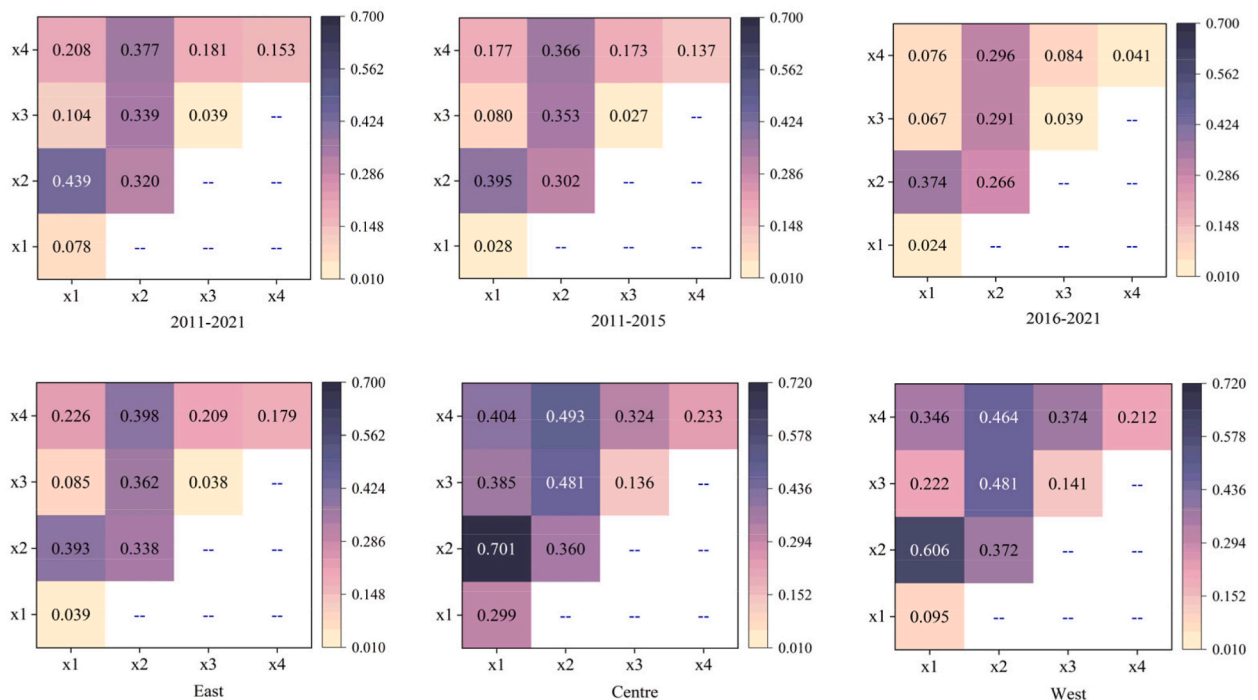 0.700
x4 0.208 0.377 0.181 0.153
0.562
x3 0.104 0.339 0.039 --
0.424
x2 0.439 0.320 -- --
0.286
0.148
x1 0.078 -- -- --
0.010
x1 x2 x3 x4
2011-2021
0.700
x4 0.177 0.366 0.173 0.137
0.562
x3 0.080 0.353 0.027 --
0.424
x2 0.395 0.302 -- --
0.286
0.148
x1 0.028 -- -- --
0.010
x1 x2 x3 x4
2011-2015
0.700
x4 0.076 0.296 0.084 0.041
0.562
x3 0.067 0.291 0.039 --
0.424
x2 0.374 0.266 -- --
0.286
0.148
x1 0.024 -- -- --
0.010
x1 x2 x3 x4
2016-2021
0.700
x4 0.226 0.398 0.209 0.179
0.562
x3 0.085 0.362 0.038 --
0.424
x2 0.393 0.338 -- --
0.286
0.148
x1 0.039 -- -- --
0.010
x1 x2 x3 x4
East
0.720
x4 0.404 0.493 0.324 0.233
0.578
x3 0.385 0.481 0.136 --
0.436
x2 0.701 0.360 -- --
0.294
0.152
x1 0.299 -- -- --
0.010
x1 x2 x3 x4
Centre
0.720
x4 0.346 0.464 0.374 0.212
0.578
x3 0.222 0.481 0.141 --
0.436
x2 0.606 0.372 -- --
0.294
0.152
x1 0.095 -- -- --
0.010
x1 x2 x3 x4
West